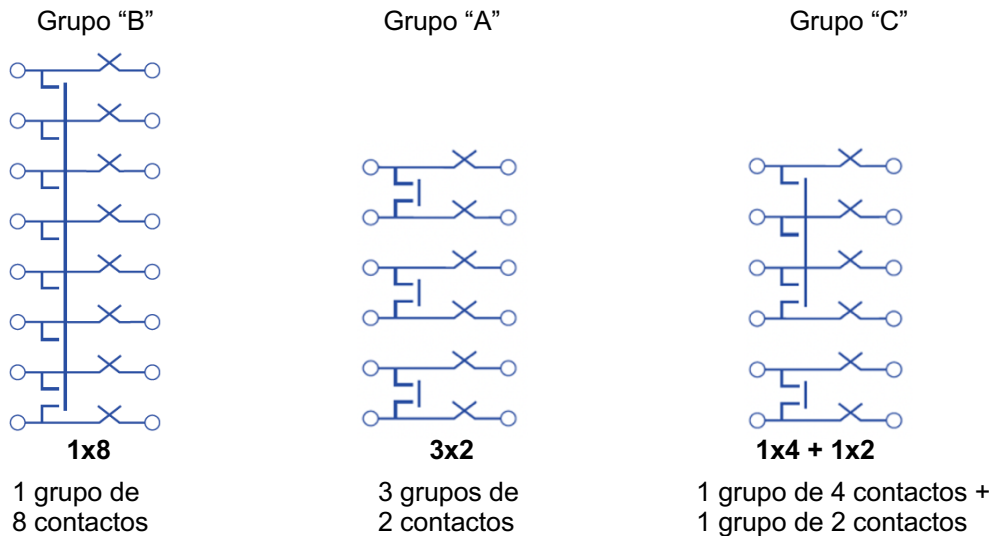 Grupo “B”
Grupo “A”
Grupo “C”
1x8
3x2
1x4 + 1x2
1 grupo de
8 contactos
3 grupos de
2 contactos
1 grupo de 4 contactos +
1 grupo de 2 contactos